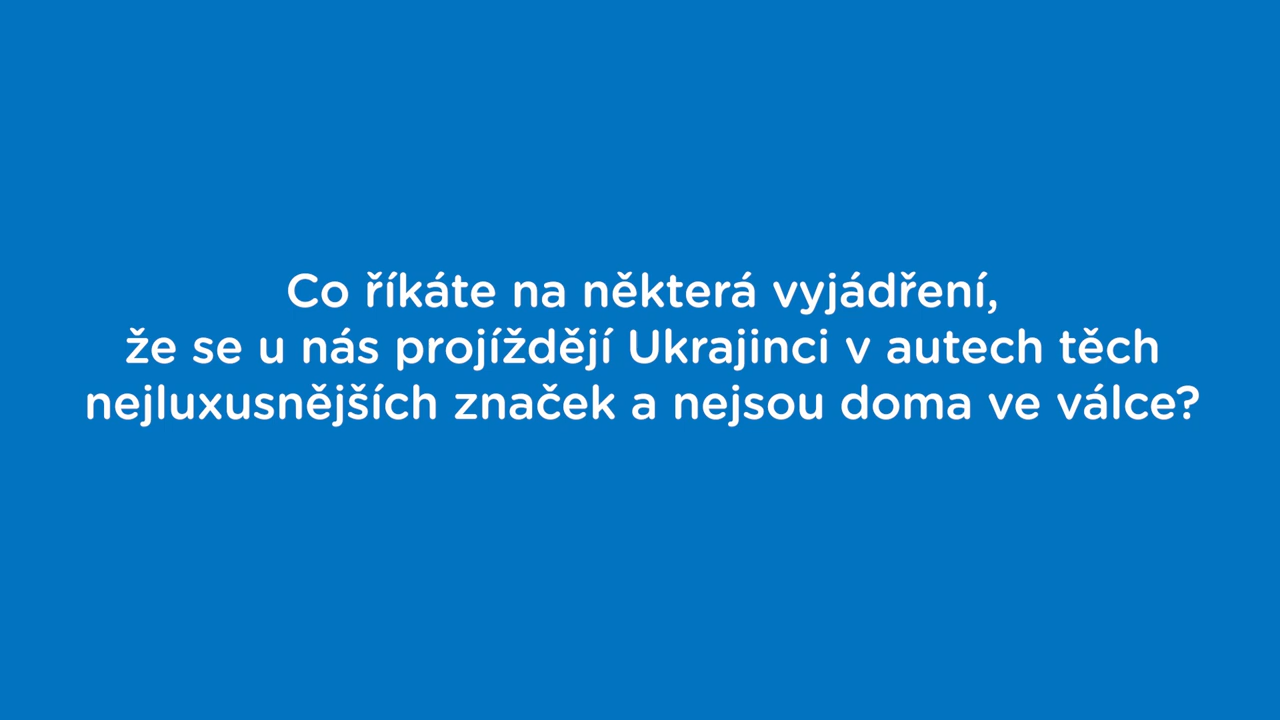 Co říkáte na některá vyjádření,
že se u nás projíždějí Ukrajinci v autech těch
nejluxusnějších značek a nejsou doma ve válce?